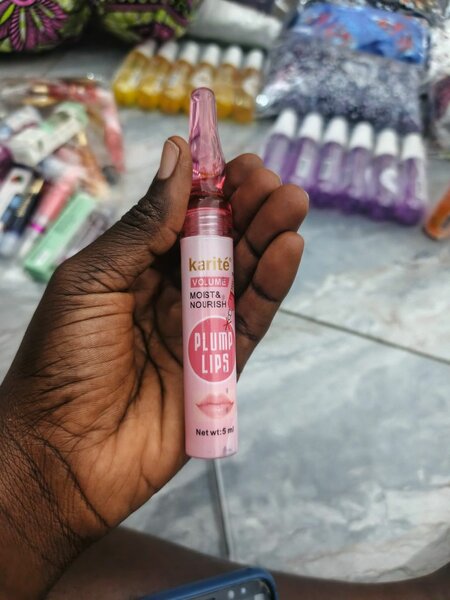 karité
VOLUME
MOIST&
NOURISH
PLUMP
LIPS
Net wt:5 ml